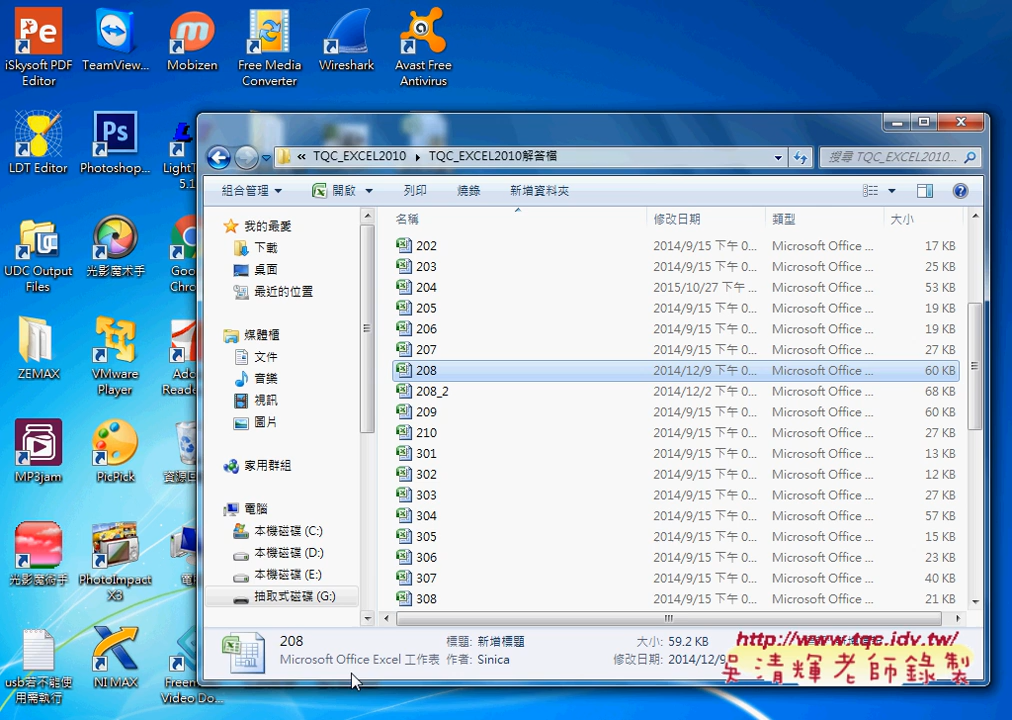 iSkysoft PDF
Editor
TeamView...
Mobizen
Free Media
Converter
Wireshark
Avast Free
Antivirus
LDT Editor
Photoshop...
Ps
LightT
5.1
UDC Output
Files
光影魔术手
Goo
Chrc
ZEMAX
VMware
Player
Adc
Reade
MP3jam
PicPick
資源回
光影魔術手
PhotoImpact
X3
電
usb若不能使
用需執行
NI MAX
Freem
Video Do...
« TQC_EXCEL2010 ▸ TQC_EXCEL2010解答檔
搜尋 TQC_EXCEL2010...
組合管理 開啟 列印 燒錄 新增資料夾
我的最愛
下載
桌面
最近的位置
媒體櫃
文件
音樂
視訊
圖片
家用群組
電腦
本機磁碟 (C:)
本機磁碟 (D:)
本機磁碟 (E:)
抽取式磁碟 (G:)
名稱 修改日期 類型 大小
202 2014/9/15 下午 0... Microsoft Office ... 17 KB
203 2014/9/15 下午 0... Microsoft Office ... 25 KB
204 2015/10/27 下午 ... Microsoft Office ... 53 KB
205 2014/9/15 下午 0... Microsoft Office ... 19 KB
206 2014/9/15 下午 0... Microsoft Office ... 19 KB
207 2014/9/15 下午 0... Microsoft Office ... 27 KB
208 2014/12/9 下午 0... Microsoft Office ... 60 KB
208_2 2014/12/2 下午 0... Microsoft Office ... 68 KB
209 2014/9/15 下午 0... Microsoft Office ... 60 KB
210 2014/9/15 下午 0... Microsoft Office ... 27 KB
301 2014/9/15 下午 0... Microsoft Office ... 13 KB
302 2014/9/15 下午 0... Microsoft Office ... 12 KB
303 2014/9/15 下午 0... Microsoft Office ... 27 KB
304 2014/9/15 下午 0... Microsoft Office ... 57 KB
305 2014/9/15 下午 0... Microsoft Office ... 15 KB
306 2014/9/15 下午 0... Microsoft Office ... 23 KB
307 2014/9/15 下午 0... Microsoft Office ... 40 KB
308 2014/9/15 下午 0... Microsoft Office ... 21 KB
208 標題: 新增標題 大小: 59.2 KB
Microsoft Office Excel 工作表 作者: Sinica 修改日期: 2014/12/9
http://www.tqc.idv.tw/
吳清輝老師錄製